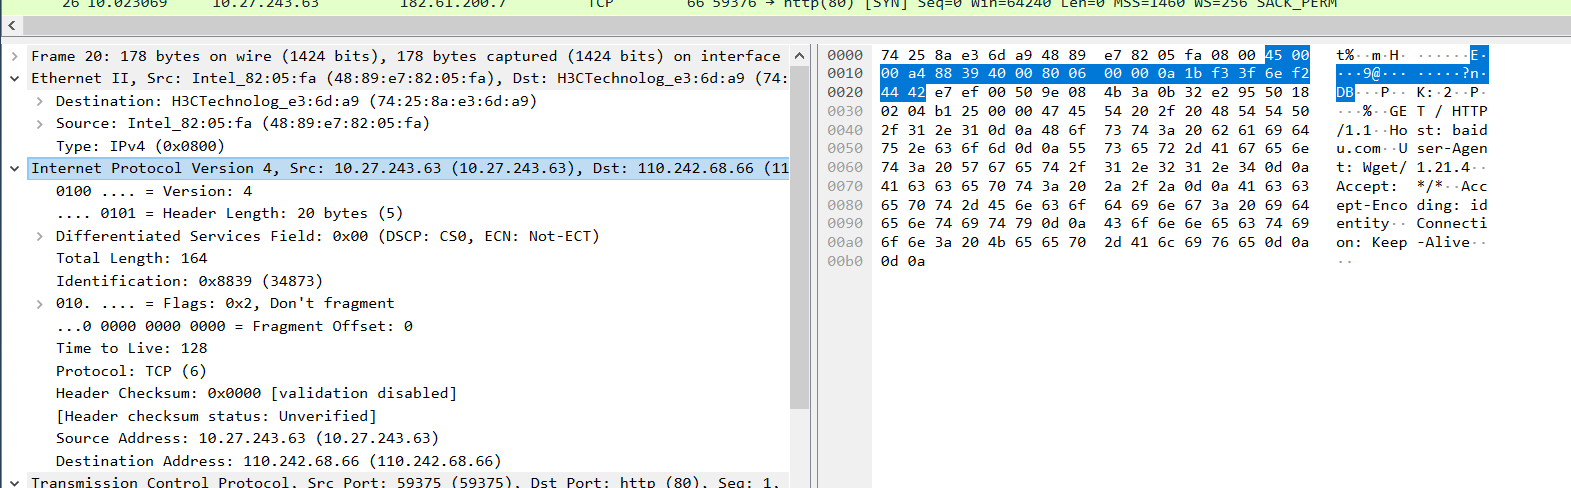 26 10.023069 10.27.243.63 182.61.200.7 TCP 66 59376 → http(80) [SYN] Seq=0 Win=64240 Len=0 MSS=1460 WS=256 SACK_PERM
Frame 20: 178 bytes on wire (1424 bits), 178 bytes captured (1424 bits) on interface
Ethernet II, Src: Intel_82:05:fa (48:89:e7:82:05:fa), Dst: H3CTechnolog_e3:6d:a9 (74:
Destination: H3CTechnolog_e3:6d:a9 (74:25:8a:e3:6d:a9)
Source: Intel_82:05:fa (48:89:e7:82:05:fa)
Type: IPv4 (0x0800)
Internet Protocol Version 4, Src: 10.27.243.63 (10.27.243.63), Dst: 110.242.68.66 (11
0100 .... = Version: 4
.... 0101 = Header Length: 20 bytes (5)
Differentiated Services Field: 0x00 (DSCP: CS0, ECN: Not-ECT)
Total Length: 164
Identification: 0x8839 (34873)
010. .... = Flags: 0x2, Don't fragment
...0 0000 0000 0000 = Fragment Offset: 0
Time to Live: 128
Protocol: TCP (6)
Header Checksum: 0x0000 [validation disabled]
[Header checksum status: Unverified]
Source Address: 10.27.243.63 (10.27.243.63)
Destination Address: 110.242.68.66 (110.242.68.66)
Transmission Control Protocol, Src Port: 59375 (59375), Dst Port: http (80), Seq: 1,
0000 74 25 8a e3 6d a9 48 89 e7 82 05 fa 08 00 45 00 t%··m·H· ······E·
0010 00 a4 88 39 40 00 80 06 00 00 0a 1b f3 3f 6e f2 ···9@··· ·····?n·
0020 44 42 e7 ef 00 50 9e 08 4b 3a 0b 32 e2 95 50 18 DB···P·· K:·2··P·
0030 02 04 b1 25 00 00 47 45 54 20 2f 20 48 54 54 50 ···%··GE T / HTTP
0040 2f 31 2e 31 0d 0a 48 6f 73 74 3a 20 62 61 69 64 /1.1··Ho st: baid
0050 75 2e 63 6f 6d 0d 0a 55 73 65 72 2d 41 67 65 6e u.com··U ser-Agen
0060 74 3a 20 57 67 65 74 2f 31 2e 32 31 2e 34 0d 0a t: Wget/ 1.21.4··
0070 41 63 63 65 70 74 3a 20 2a 2f 2a 0d 0a 41 63 63 Accept: */*··Acc
0080 65 70 74 2d 45 6e 63 6f 64 69 6e 67 3a 20 69 64 ept-Enco ding: id
0090 65 6e 74 69 74 79 0d 0a 43 6f 6e 6e 65 63 74 69 entity·· Connecti
00a0 6f 6e 3a 20 4b 65 65 70 2d 41 6c 69 76 65 0d 0a on: Keep -Alive··
00b0 0d 0a ··